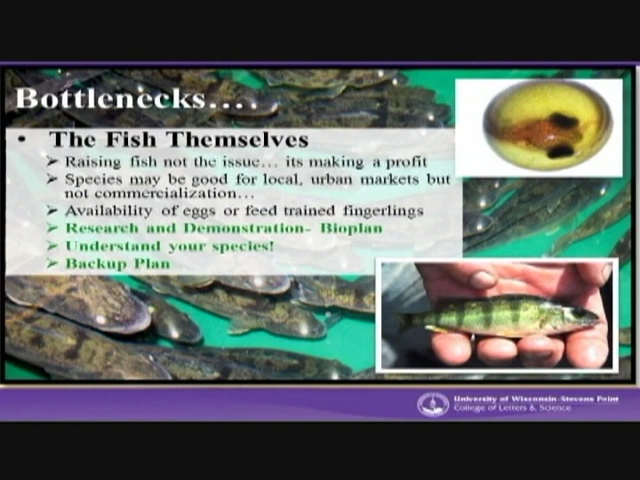 Bottlenecks….
• The Fish Themselves
➢ Raising fish not the issue… its making a profit
➢ Species may be good for local, urban markets but
not commercialization…
➢ Availability of eggs or feed trained fingerlings
➢ Research and Demonstration- Bioplan
➢ Understand your species!
➢ Backup Plan
University of Wisconsin-Stevens Point
College of Letters & Science